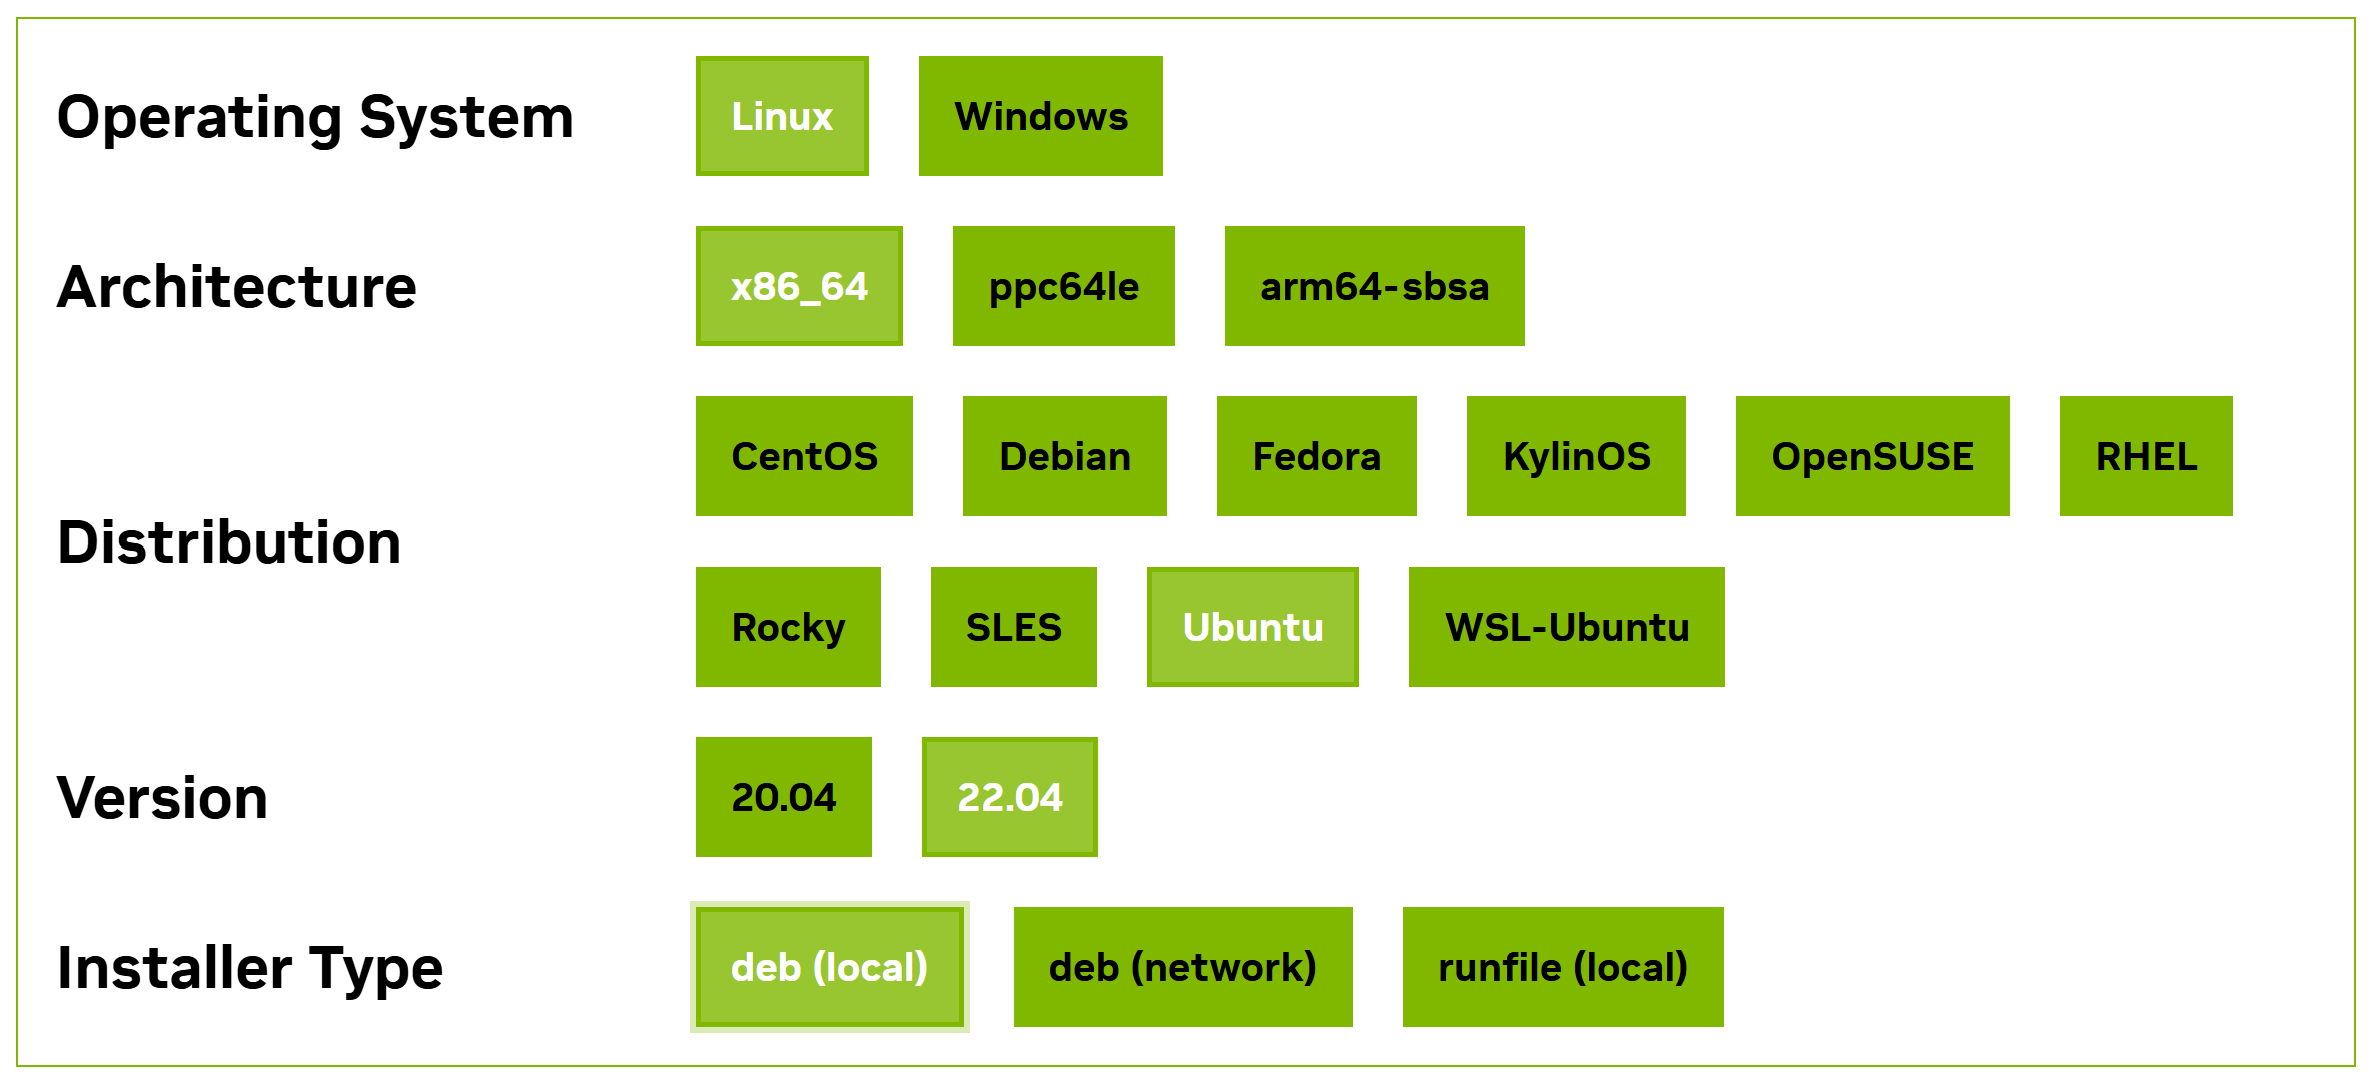 Operating System Linux Windows
Architecture x86_64 ppc64le arm64-sbsa
Distribution
CentOS Debian Fedora KylinOS OpenSUSE RHEL
Rocky SLES Ubuntu WSL-Ubuntu
Version 20.04 22.04
Installer Type deb (local) deb (network) runfile (local)